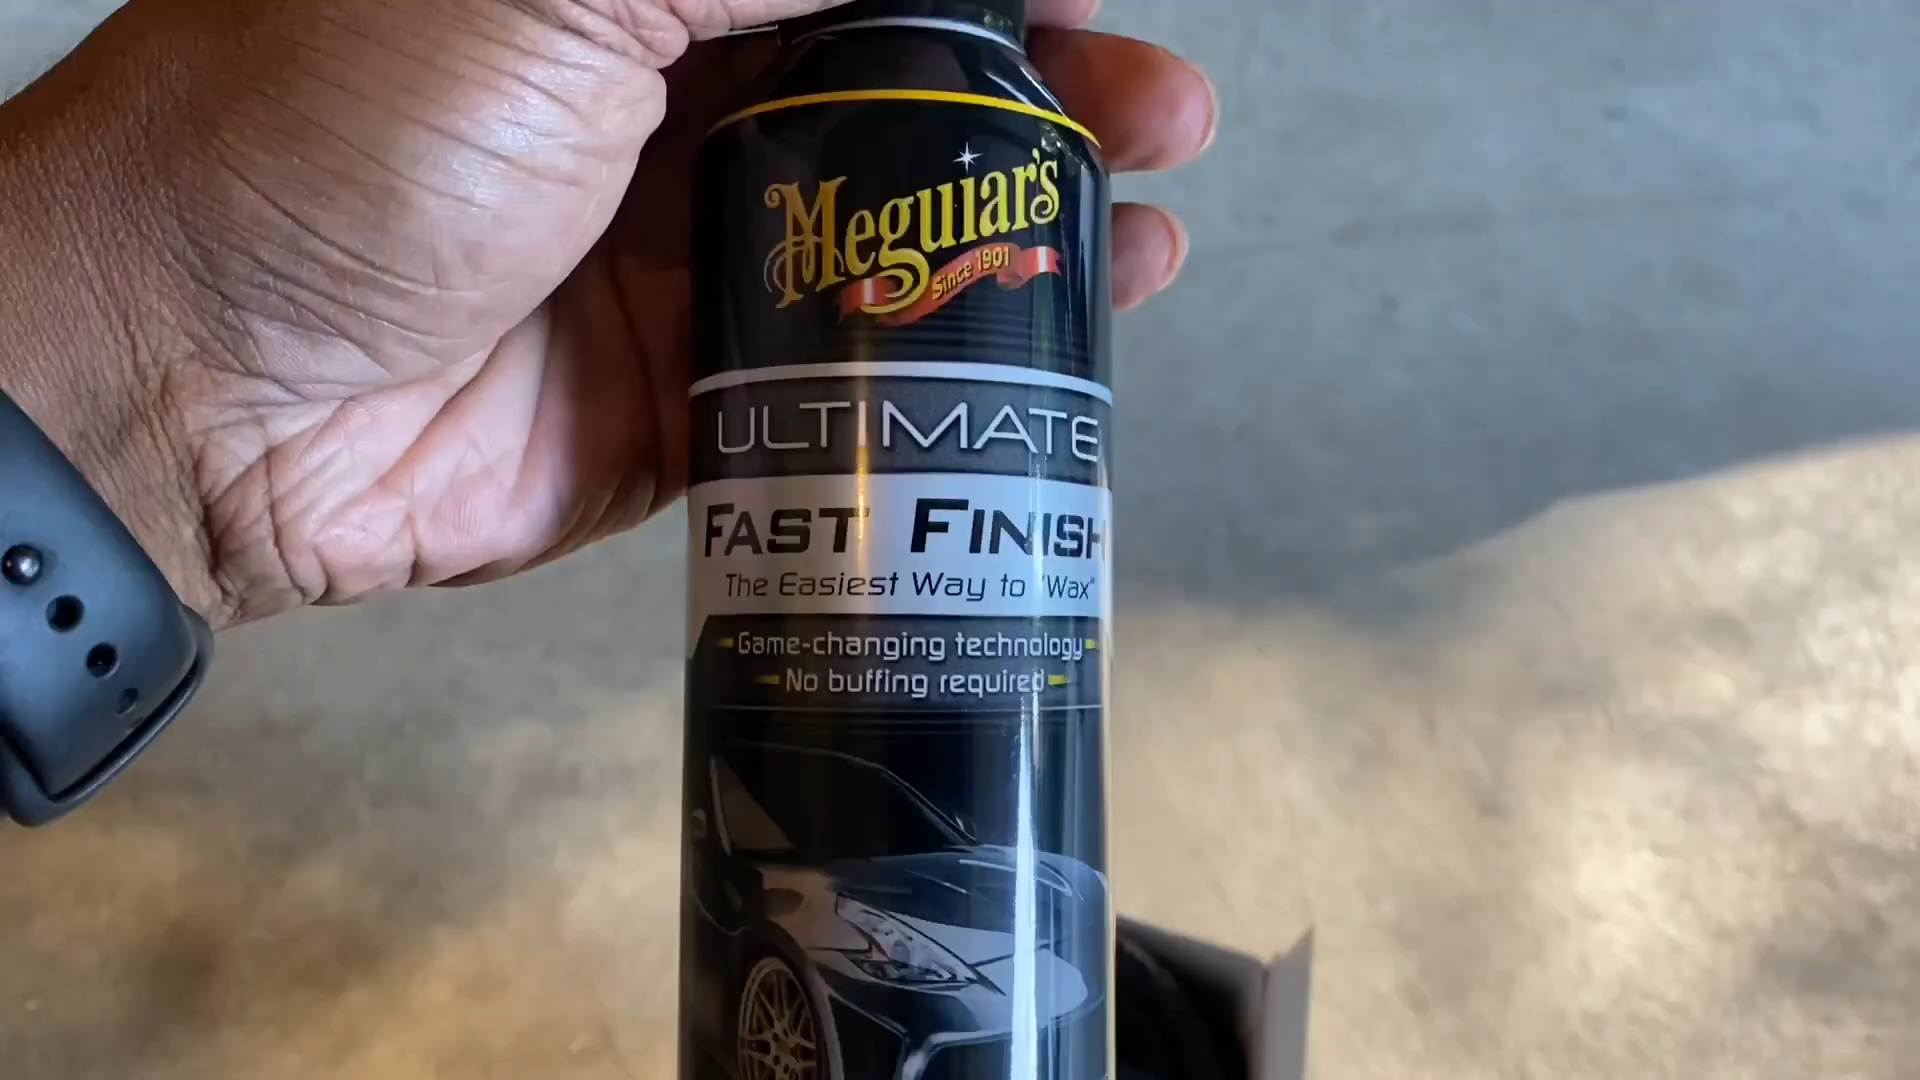 Meguiar's
Since 1901
ULTIMATE
FAST FINISH
The Easiest Way to "Wax"
Game-changing technology
No buffing required